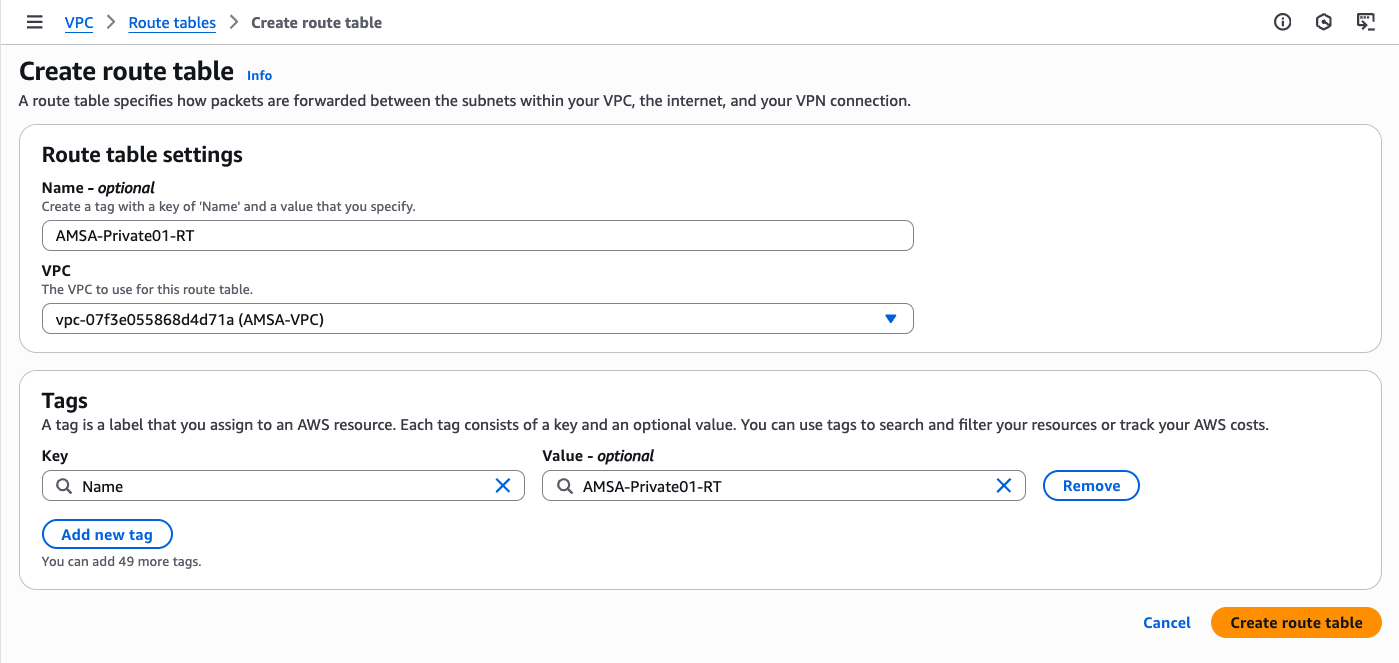 VPC > Route tables > Create route table
Create route table Info
A route table specifies how packets are forwarded between the subnets within your VPC, the internet, and your VPN connection.
Route table settings
Name - optional
Create a tag with a key of 'Name' and a value that you specify.
AMSA-Private01-RT
VPC
The VPC to use for this route table.
vpc-07f3e055868d4d71a (AMSA-VPC)
Tags
A tag is a label that you assign to an AWS resource. Each tag consists of a key and an optional value. You can use tags to search and filter your resources or track your AWS costs.
Key Value - optional
Name AMSA-Private01-RT Remove
Add new tag
You can add 49 more tags.
Cancel Create route table